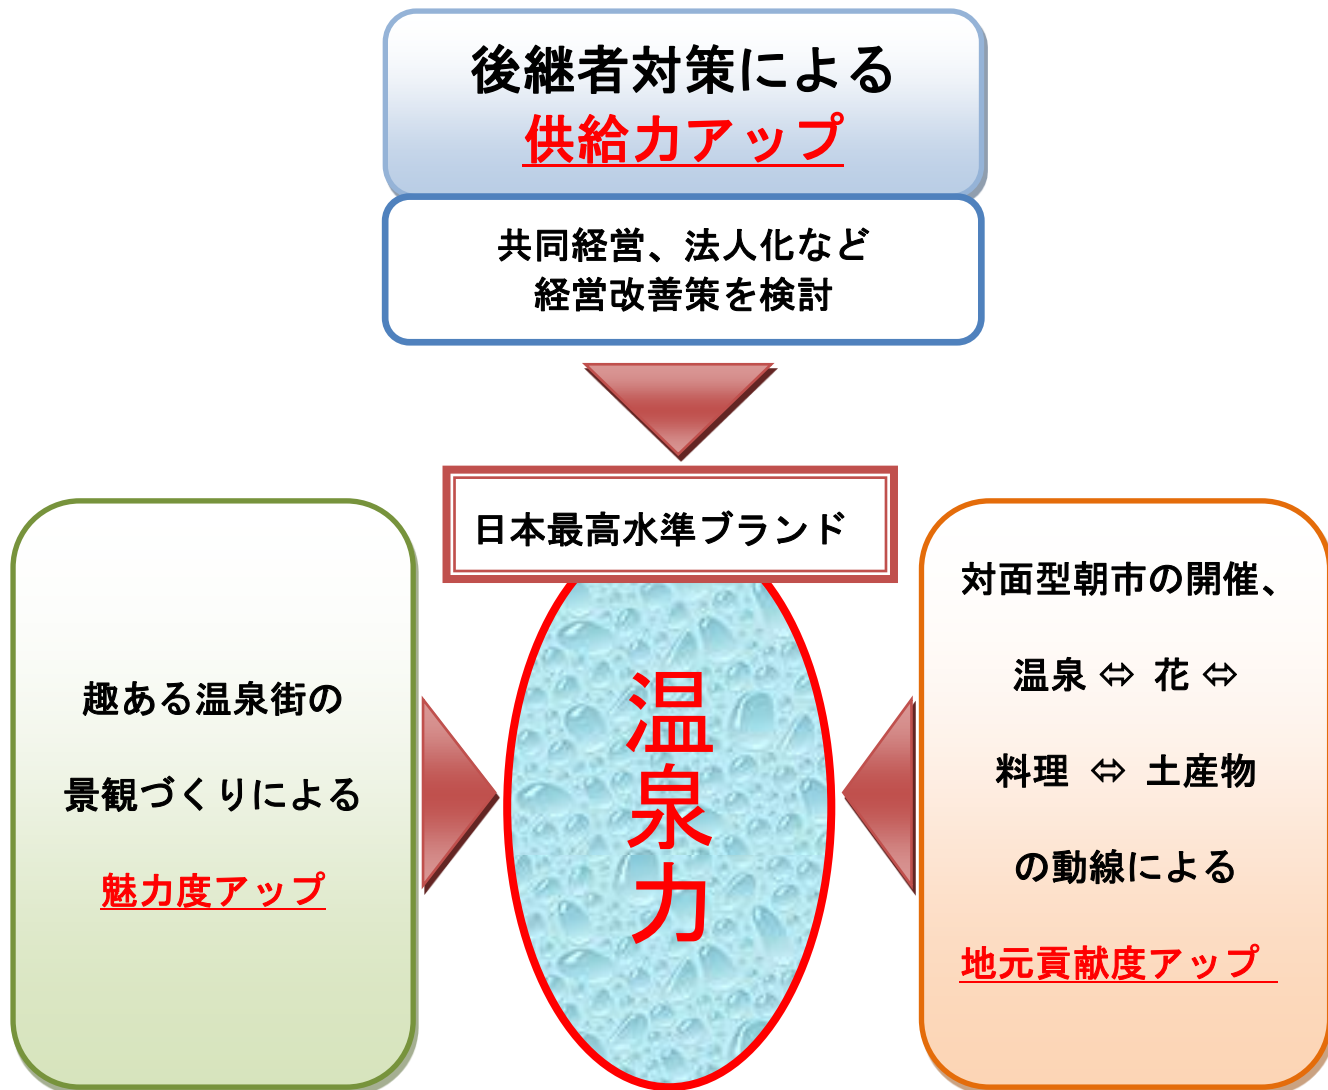 後継者対策による
供給力アップ
共同経営、法人化など
経営改善策を検討
日本最高水準ブランド
温泉力
趣ある温泉街の
景観づくりによる
魅力度アップ
対面型朝市の開催、
温泉 ⇔ 花 ⇔
料理 ⇔ 土産物
の動線による
地元貢献度アップ